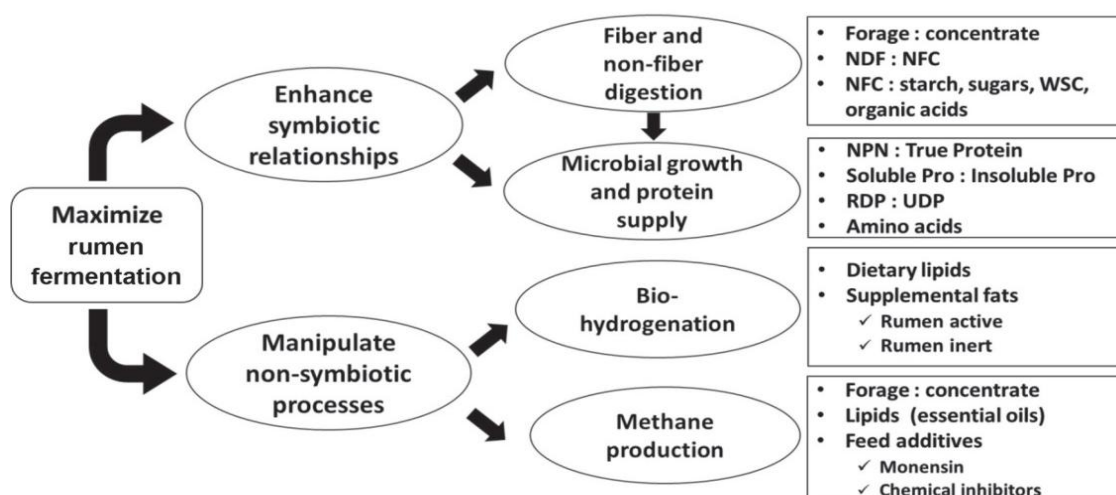 Maximize
rumen
fermentation
Enhance
symbiotic
relationships
Fiber and
non-fiber
digestion
• Forage : concentrate
• NDF : NFC
• NFC : starch, sugars, WSC,
organic acids
Microbial growth
and protein
supply
• NPN : True Protein
• Soluble Pro : Insoluble Pro
• RDP : UDP
• Amino acids
Manipulate
non-symbiotic
processes
Bio-
hydrogenation
• Dietary lipids
• Supplemental fats
✓ Rumen active
✓ Rumen inert
Methane
production
• Forage : concentrate
• Lipids (essential oils)
• Feed additives
✓ Monensin
✓ Chemical inhibitors